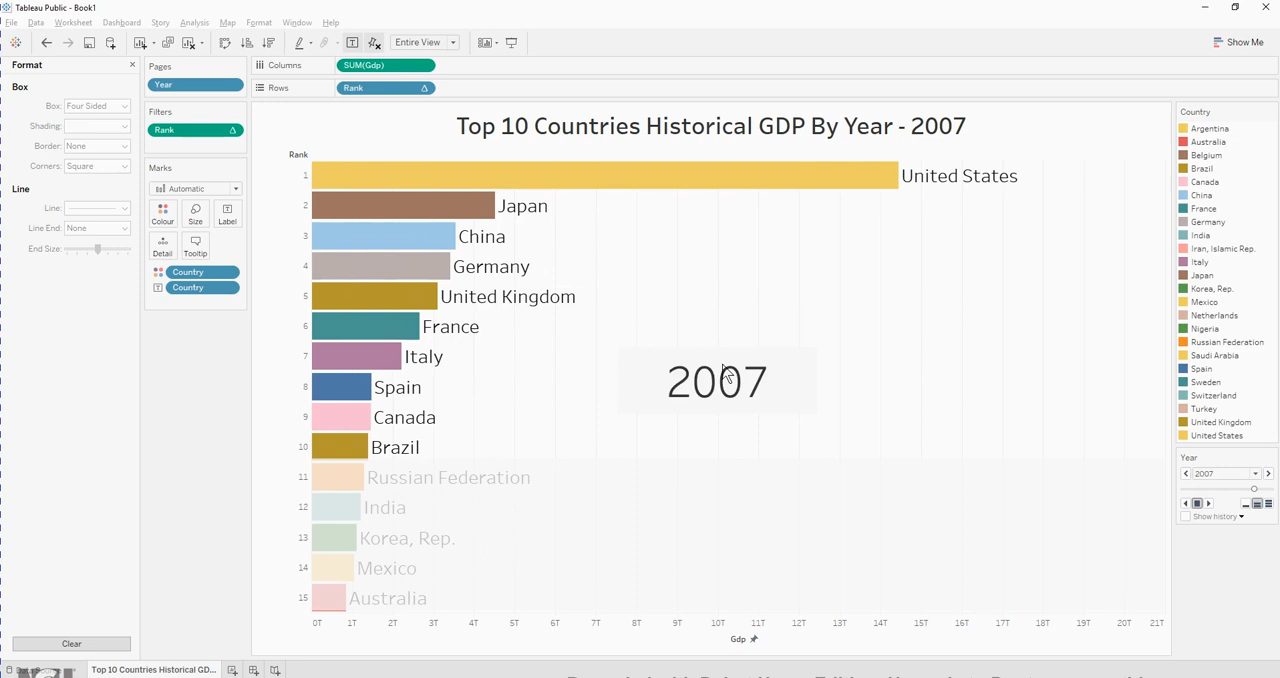 Tableau Public - Book1
File Data Worksheet Dashboard Story Analysis Map Format Window Help
Entire View
Show Me
Format
Box
Box: Four Sided
Shading:
Border: None
Corners: Square
Line
Line:
Line End: None
End Size:
Clear
Pages
Year
Filters
Rank
Marks
Automatic
Colour Size Label
Detail Tooltip
Country
Country
Columns SUM(Gdp)
Rows Rank
Top 10 Countries Historical GDP By Year - 2007
Rank
1 United States
2 Japan
3 China
4 Germany
5 United Kingdom
6 France
7 Italy
8 Spain
9 Canada
10 Brazil
11 Russian Federation
12 India
13 Korea, Rep.
14 Mexico
15 Australia
2007
0T 1T 2T 3T 4T 5T 6T 7T 8T 9T 10T 11T 12T 13T 14T 15T 16T 17T 18T 19T 20T 21T
Gdp
Country
Argentina
Australia
Belgium
Brazil
Canada
China
France
Germany
India
Iran, Islamic Rep.
Italy
Japan
Korea, Rep.
Mexico
Netherlands
Nigeria
Russian Federation
Saudi Arabia
Spain
Sweden
Switzerland
Turkey
United Kingdom
United States
Year
2007
Show history
Top 10 Countries Historical GD...